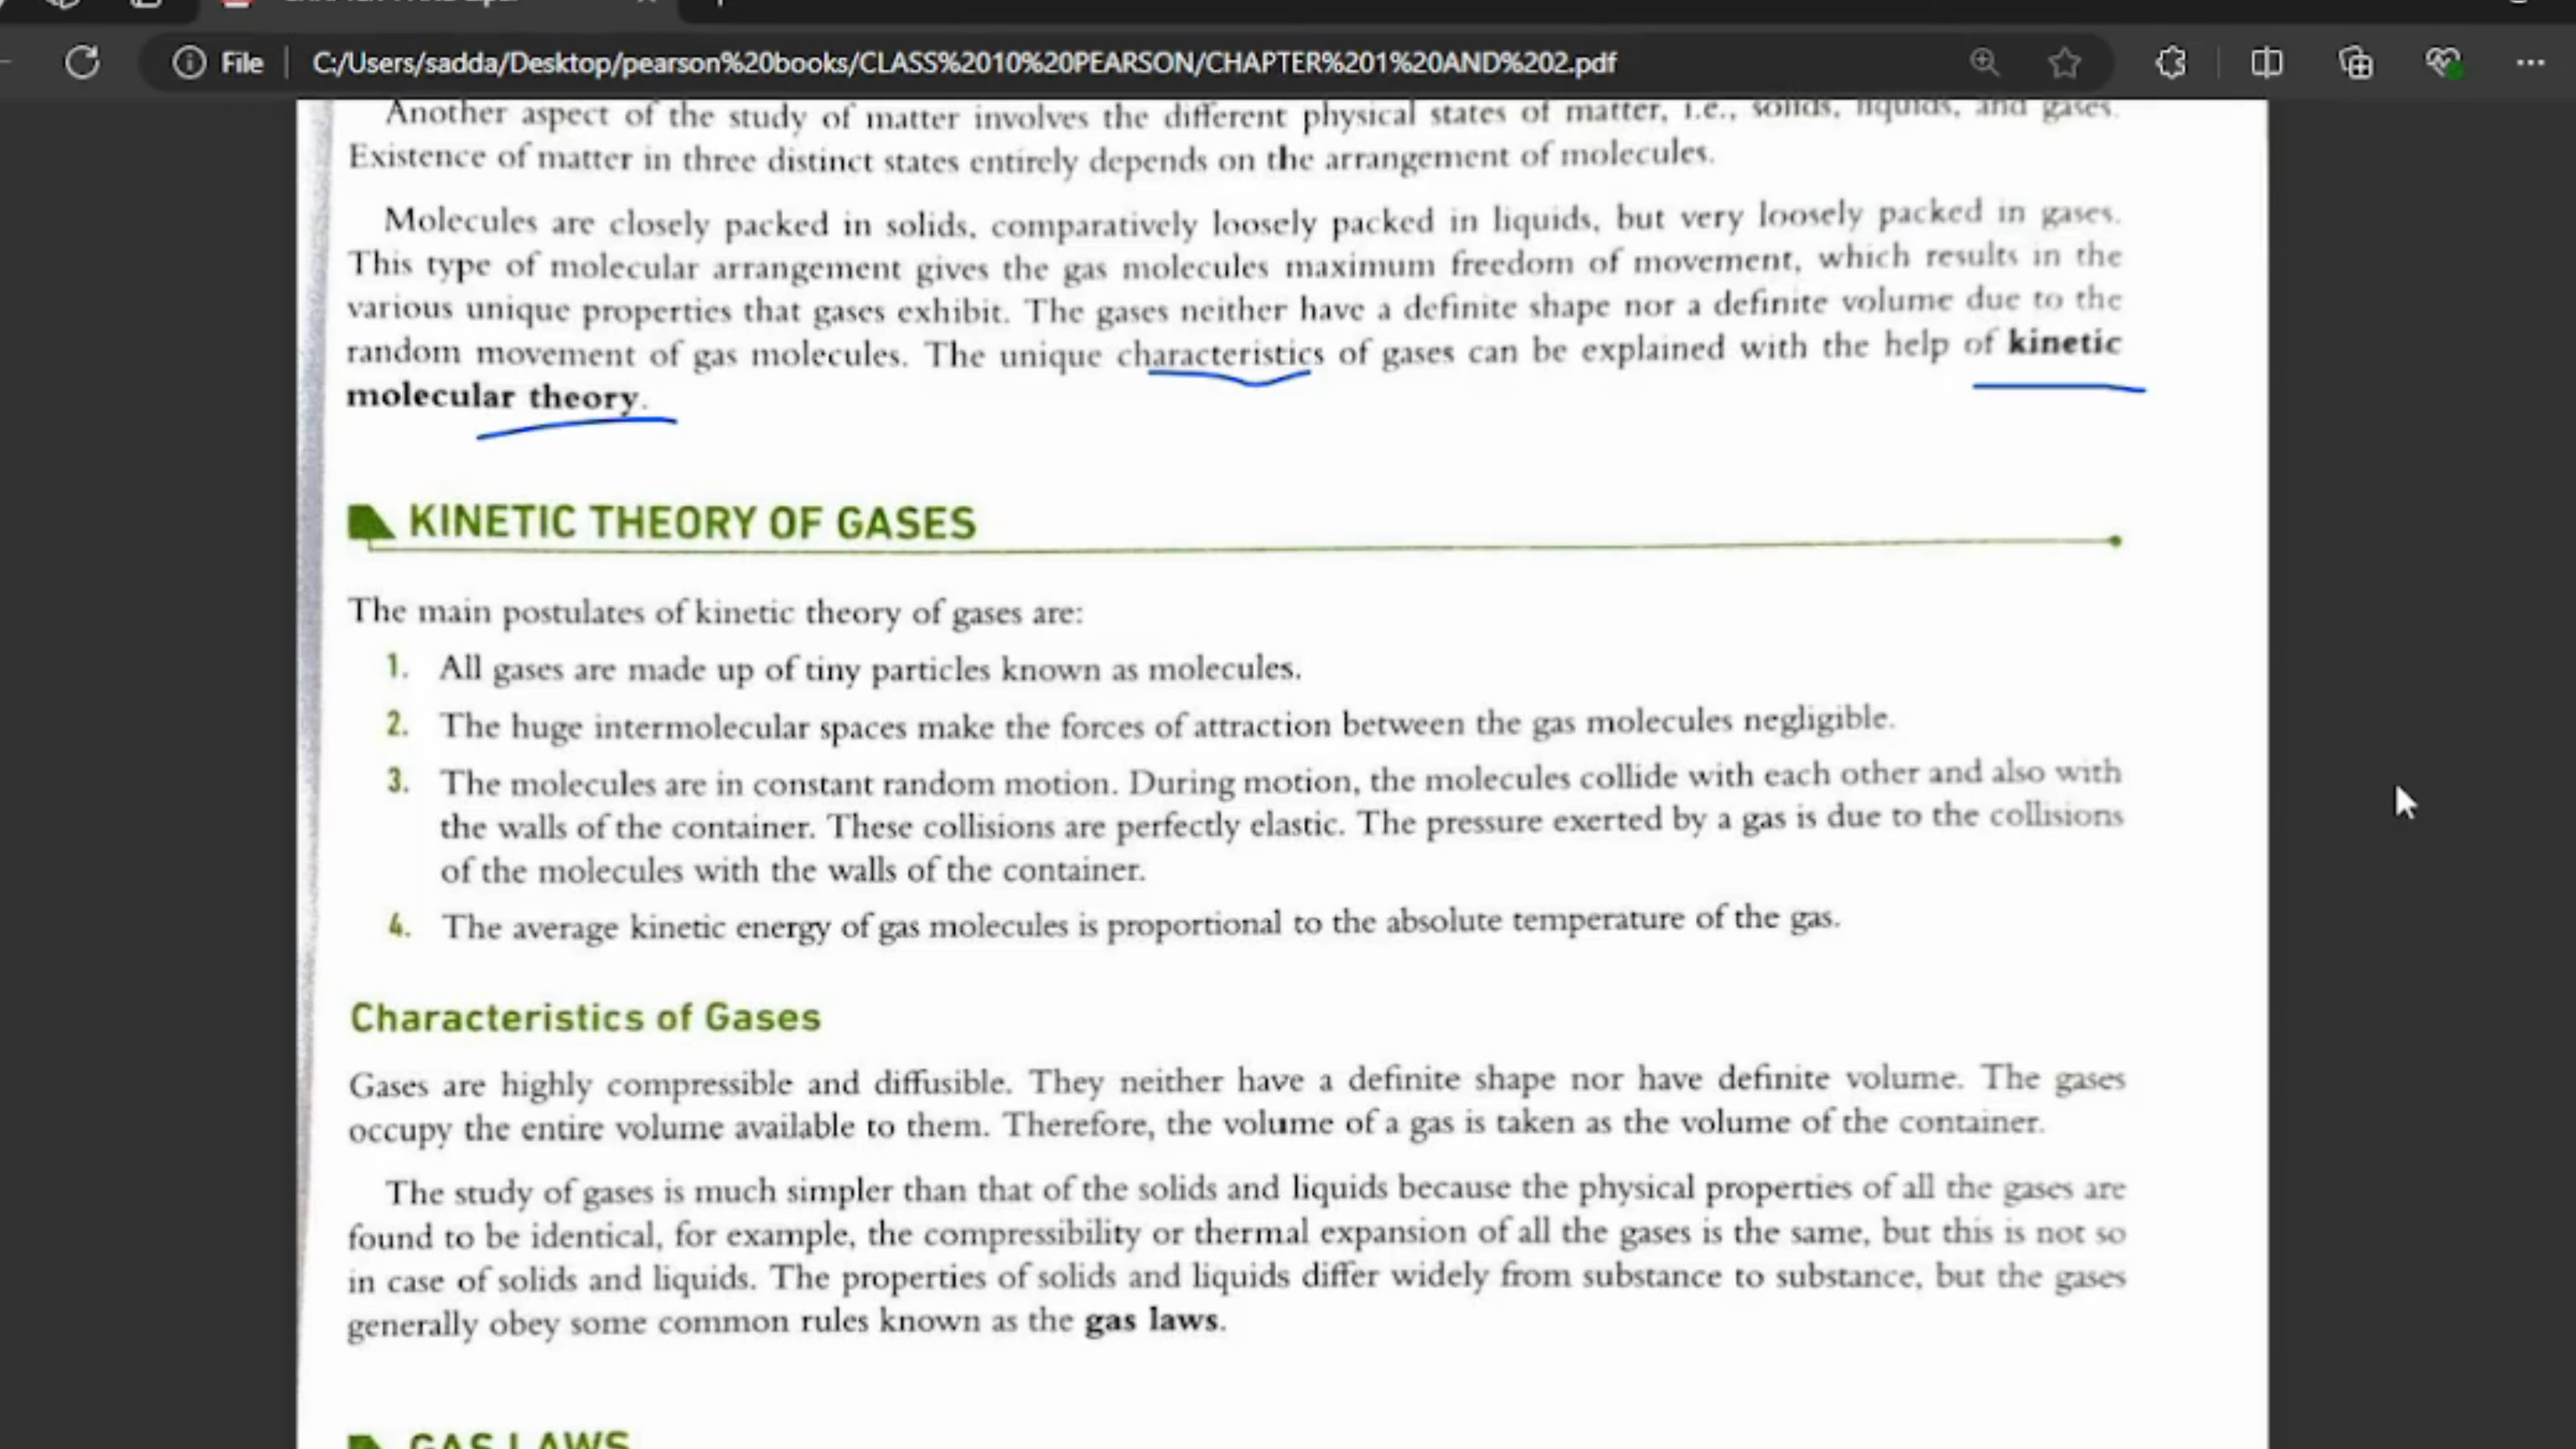 File
C:/Users/sadda/Desktop/pearson%20books/CLASS%2010%20PEARSON/CHAPTER%201%20AND%202.pdf
Another aspect of the study of matter involves the different physical states of matter, i.e., solids, liquids, and gases.
Existence of matter in three distinct states entirely depends on the arrangement of molecules.
Molecules are closely packed in solids, comparatively loosely packed in liquids, but very loosely packed in gases.
This type of molecular arrangement gives the gas molecules maximum freedom of movement, which results in the
various unique properties that gases exhibit. The gases neither have a definite shape nor a definite volume due to the
random movement of gas molecules. The unique characteristics of gases can be explained with the help of kinetic
molecular theory.
KINETIC THEORY OF GASES
The main postulates of kinetic theory of gases are:
1. All gases are made up of tiny particles known as molecules.
2. The huge intermolecular spaces make the forces of attraction between the gas molecules negligible.
3. The molecules are in constant random motion. During motion, the molecules collide with each other and also with
the walls of the container. These collisions are perfectly elastic. The pressure exerted by a gas is due to the collisions
of the molecules with the walls of the container.
4. The average kinetic energy of gas molecules is proportional to the absolute temperature of the gas.
Characteristics of Gases
Gases are highly compressible and diffusible. They neither have a definite shape nor have definite volume. The gases
occupy the entire volume available to them. Therefore, the volume of a gas is taken as the volume of the container.
The study of gases is much simpler than that of the solids and liquids because the physical properties of all the gases are
found to be identical, for example, the compressibility or thermal expansion of all the gases is the same, but this is not so
in case of solids and liquids. The properties of solids and liquids differ widely from substance to substance, but the gases
generally obey some common rules known as the gas laws.
GAS LAWS